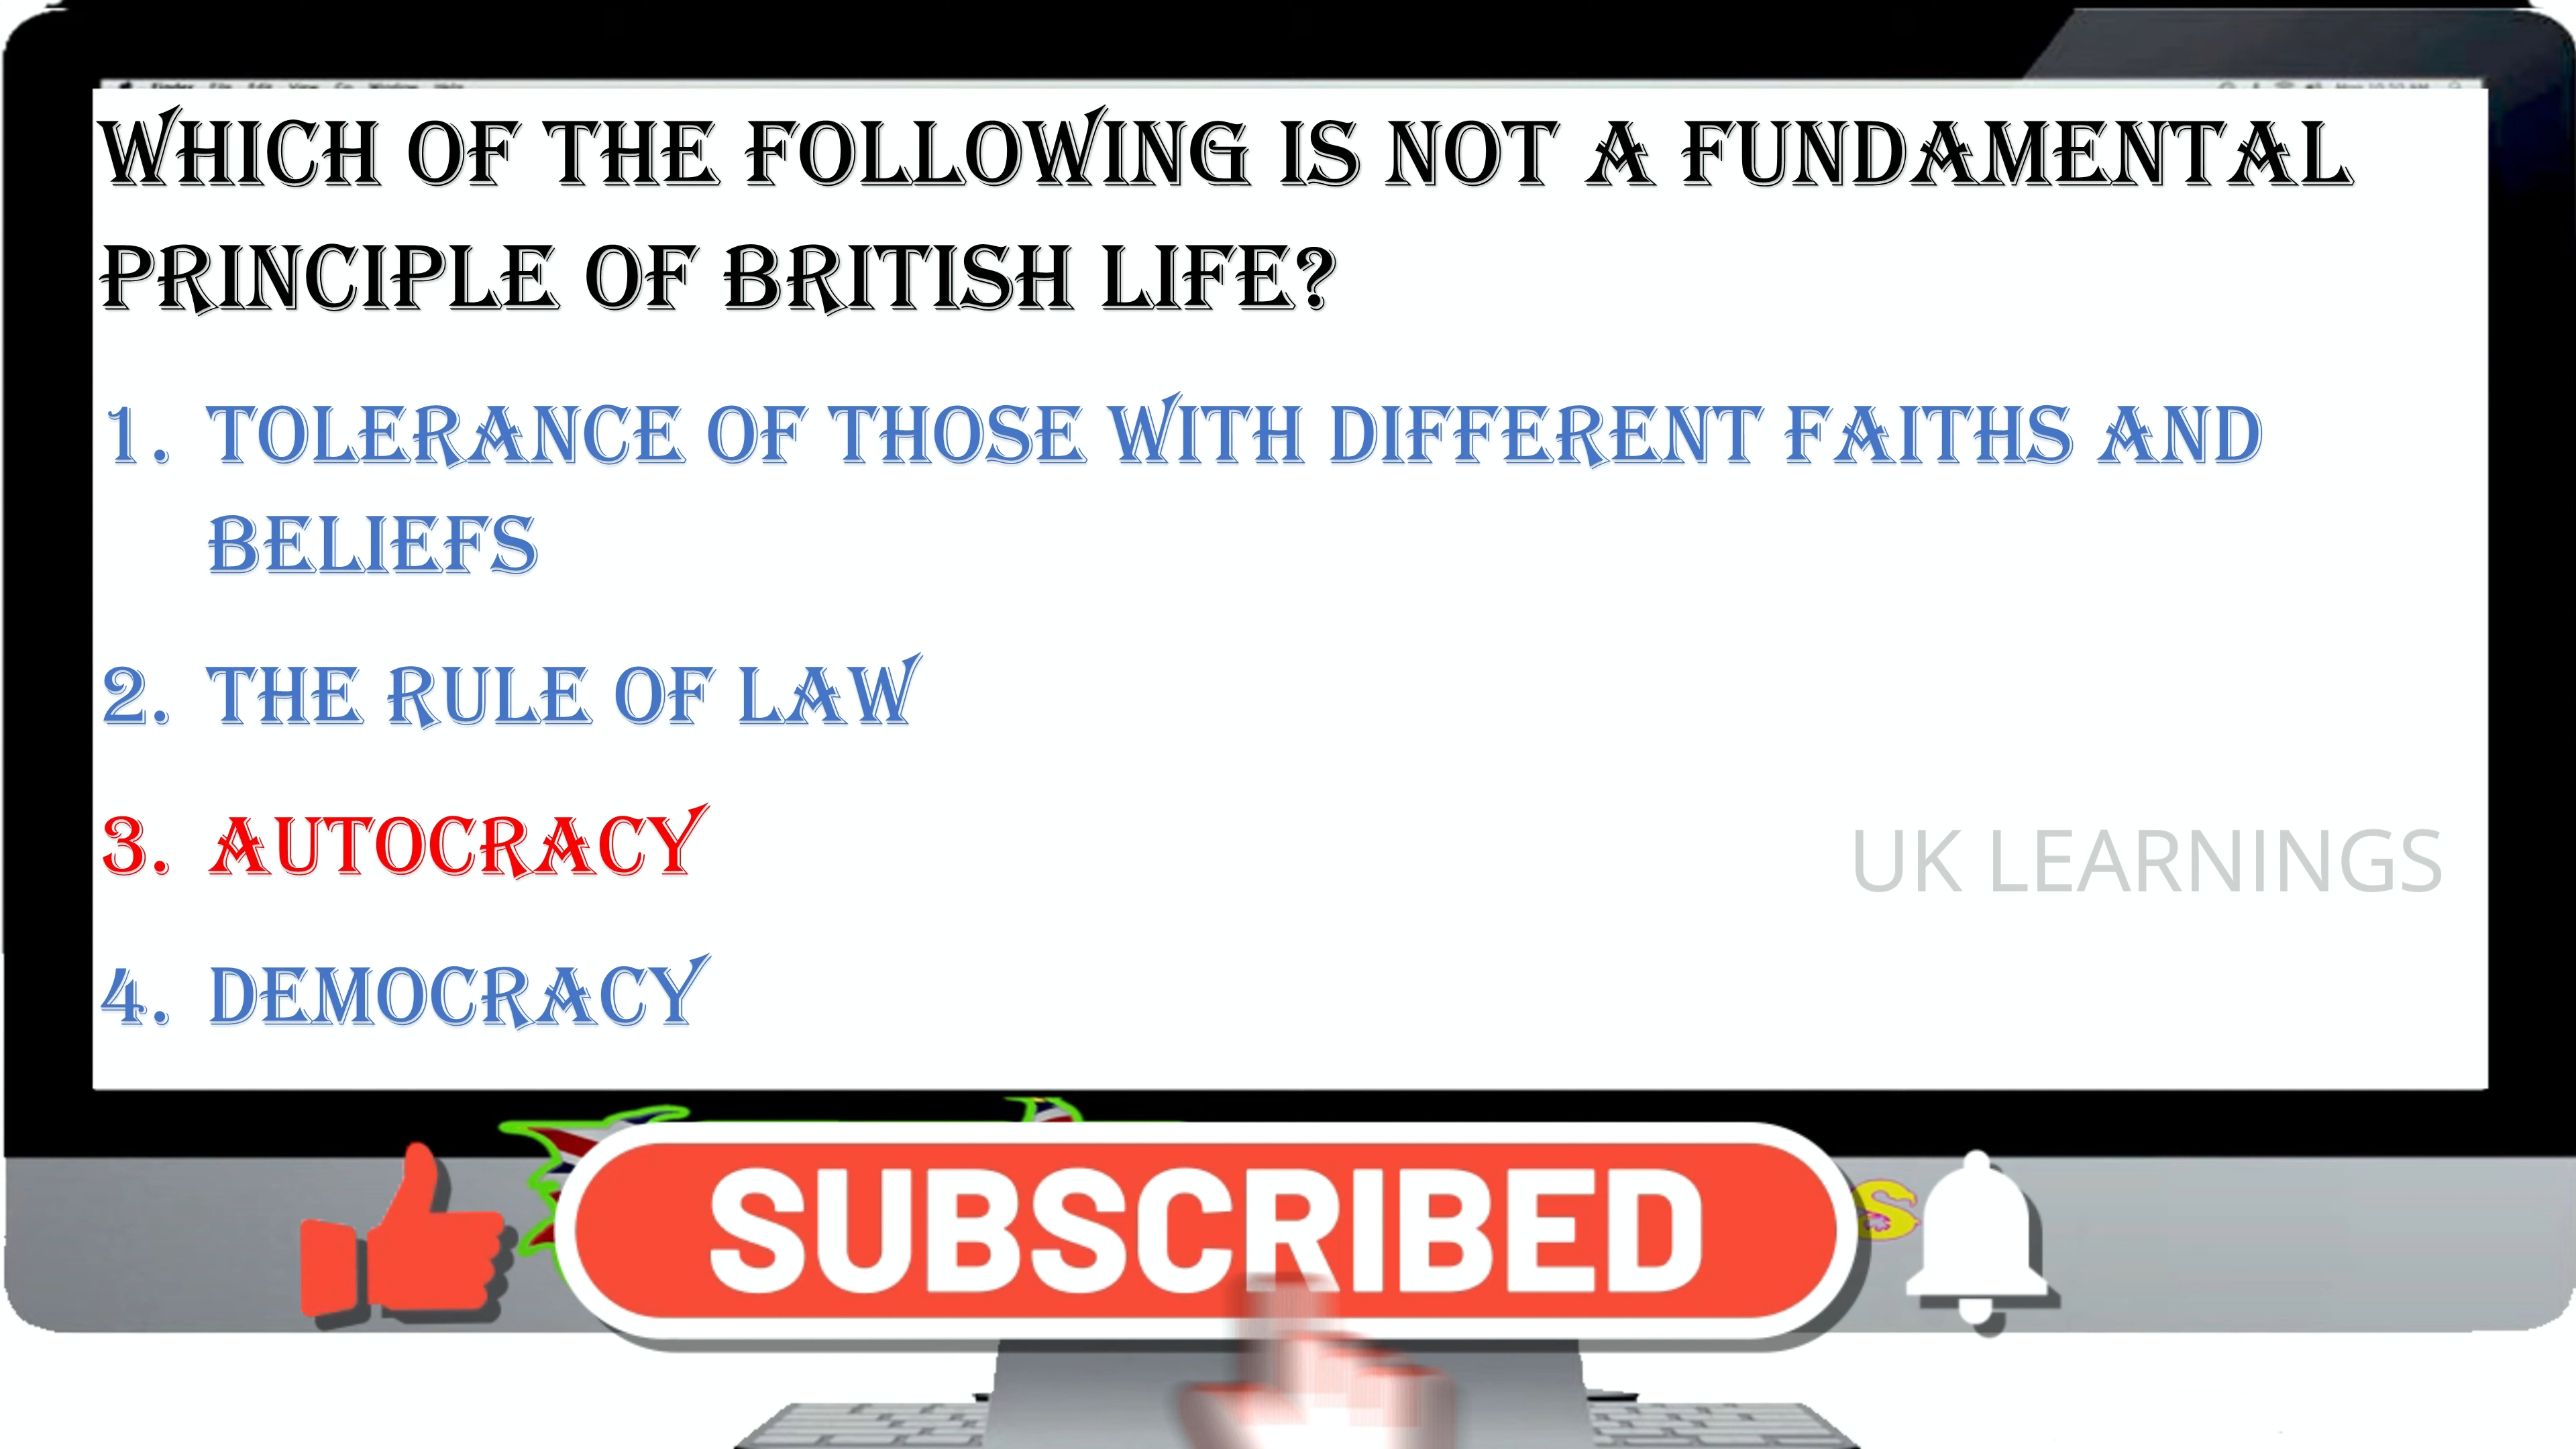 WHICH OF THE FOLLOWING IS NOT A FUNDAMENTAL
PRINCIPLE OF BRITISH LIFE?
1. TOLERANCE OF THOSE WITH DIFFERENT FAITHS AND
BELIEFS
2. THE RULE OF LAW
3. AUTOCRACY
UK LEARNINGS
4. DEMOCRACY
SUBSCRIBED
S